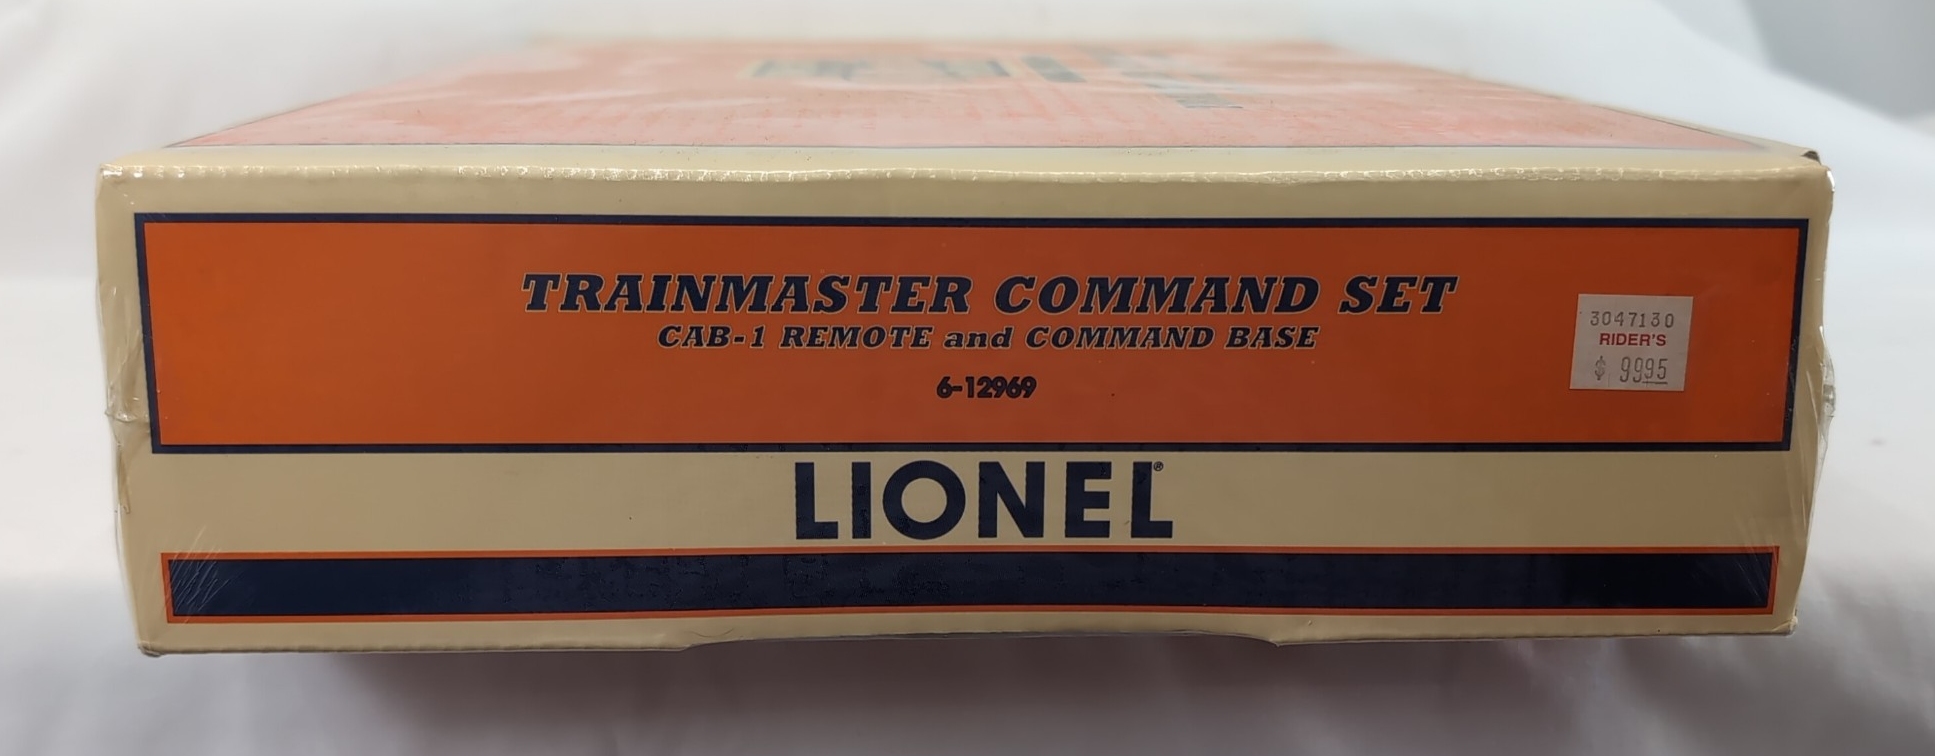 TRAINMASTER COMMAND SET
CAB-1 REMOTE and COMMAND BASE
6-12969
3047130
RIDER'S
$ 9995
LIONEL®